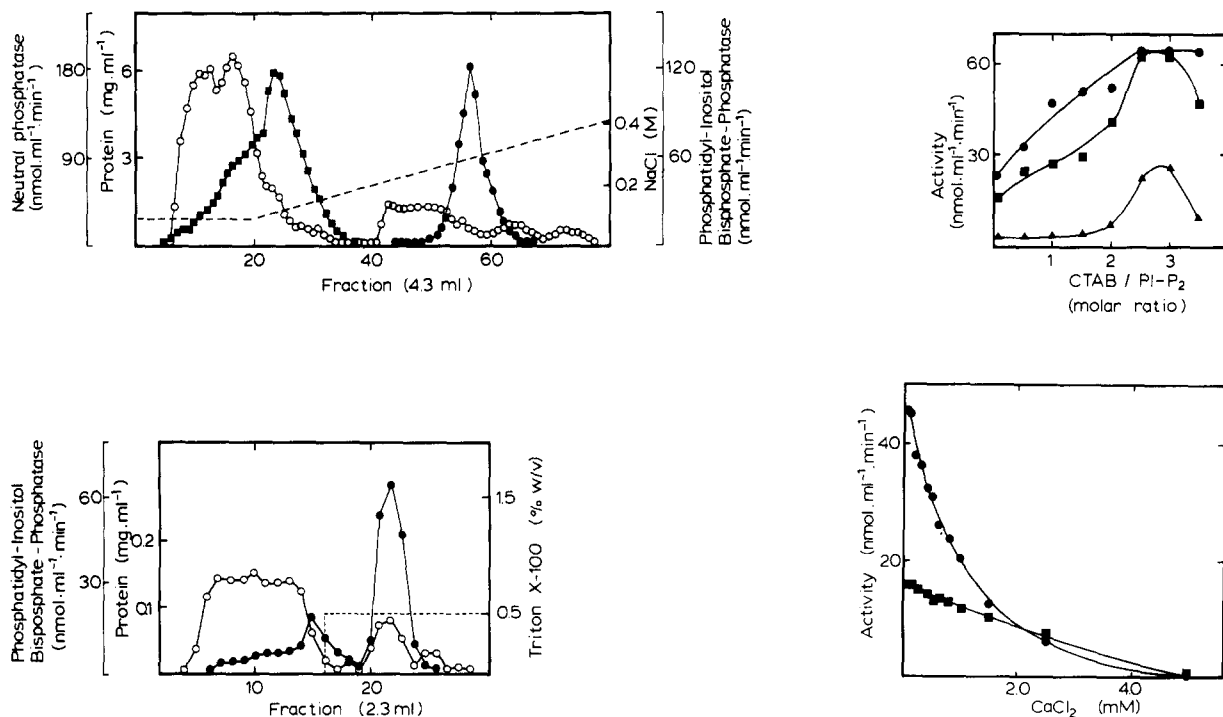 Neutral phosphatase
(nmol.ml⁻¹.min⁻¹)
180
90
Protein (mg.ml⁻¹)
6
3
20
40
60
Fraction (4.3 ml)
0.4
0.2
NaCl (M)
120
60
Phosphatidyl-Inositol
Bisphosphate-Phosphatase
(nmol.ml⁻¹.min⁻¹)
Activity
(nmol.ml⁻¹.min⁻¹)
60
30
1
2
3
CTAB / PI-P₂
(molar ratio)
Phosphatidyl-Inositol
Bisposphate-Phosphatase
(nmol.ml⁻¹.min⁻¹)
60
30
Protein (mg.ml⁻¹)
0.2
0.1
10
20
Fraction (2.3 ml)
1.5
0.5
Triton X-100 (% w/v)
Activity (nmol.ml⁻¹.min⁻¹)
40
20
2.0
4.0
CaCl₂ (mM)